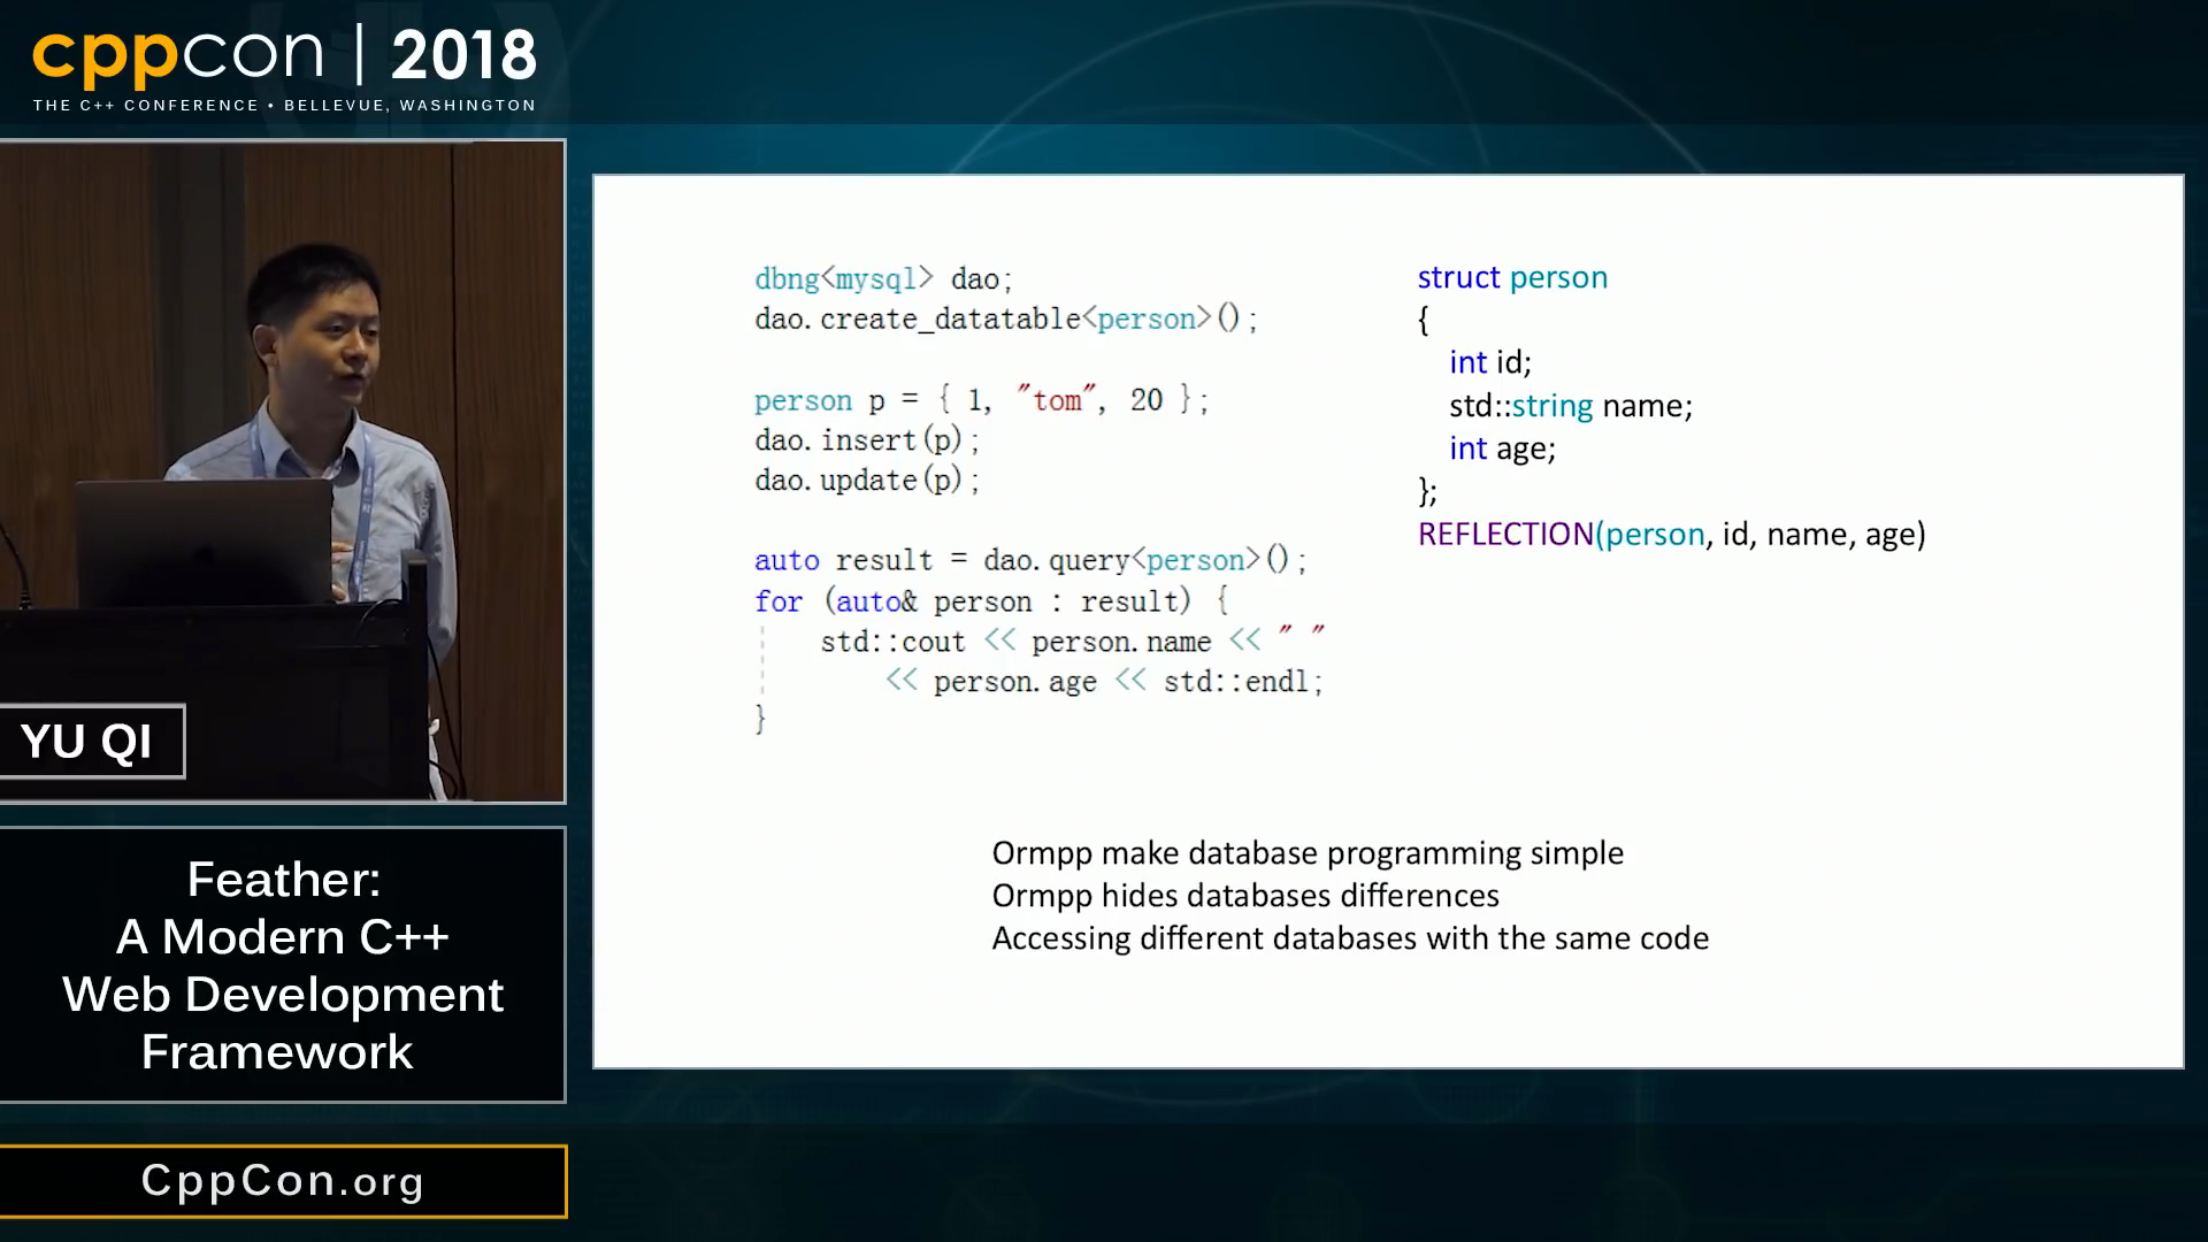 cppcon | 2018
THE C++ CONFERENCE • BELLEVUE, WASHINGTON
dbng<mysql> dao;
dao.create_datatable<person>();
person p = { 1, "tom", 20 };
dao.insert(p);
dao.update(p);
auto result = dao.query<person>();
for (auto& person : result) {
std::cout << person.name << " "
<< person.age << std::endl;
}
struct person
{
int id;
std::string name;
int age;
};
REFLECTION(person, id, name, age)
Ormpp make database programming simple
Ormpp hides databases differences
Accessing different databases with the same code
YU QI
Feather:
A Modern C++
Web Development
Framework
CppCon.org